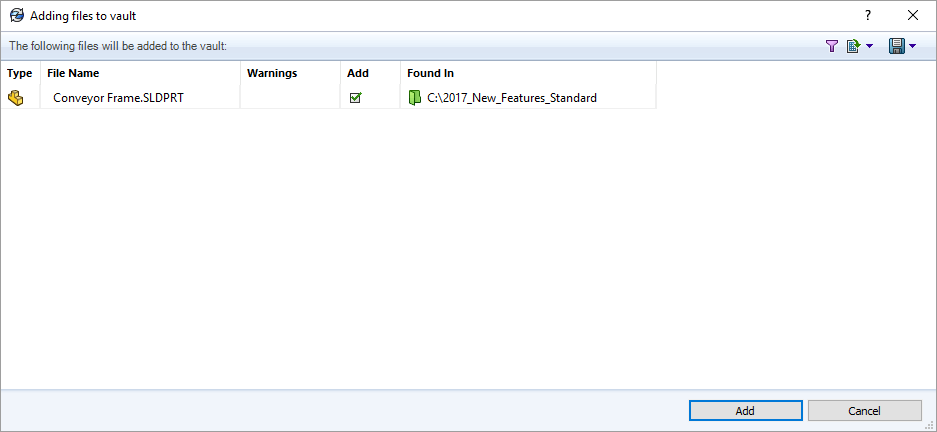 Adding files to vault
?
The following files will be added to the vault:
Type File Name Warnings Add Found In
Conveyor Frame.SLDPRT C:\2017_New_Features_Standard
Add Cancel